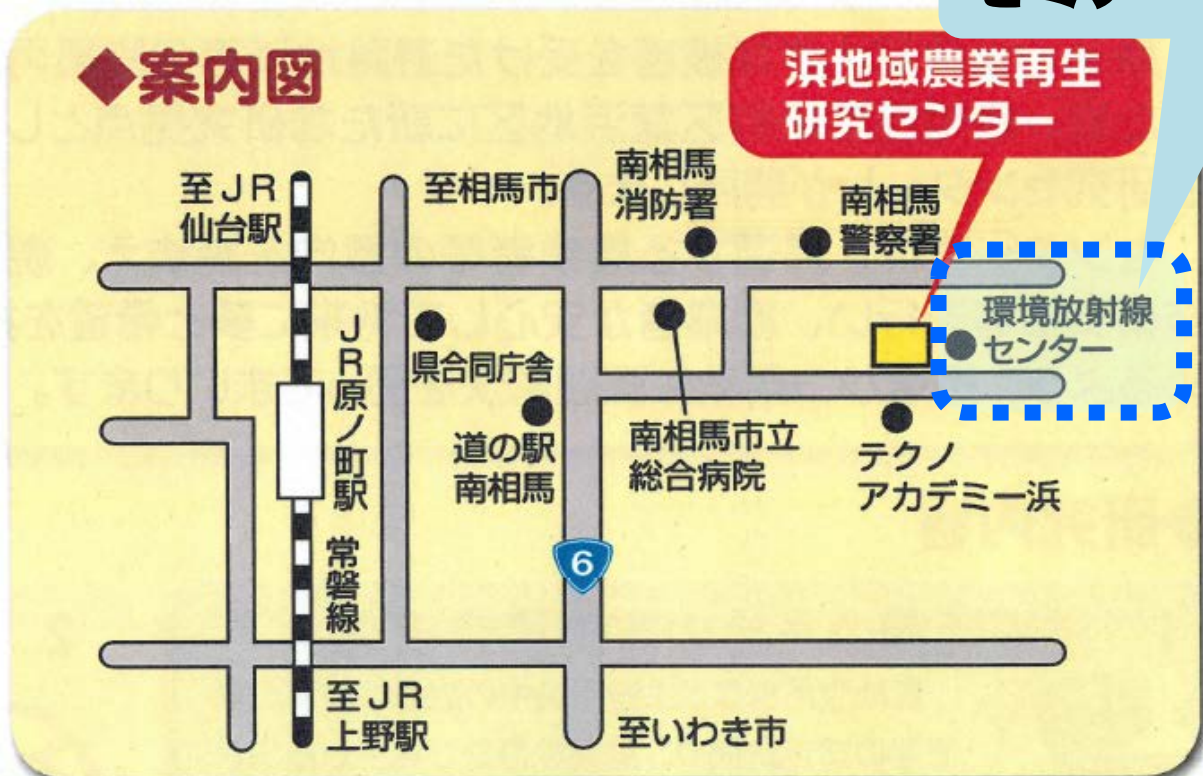 ◆案内図
浜地域農業再生
研究センター
至JR
仙台駅
至相馬市
南相馬
消防署
南相馬
警察署
環境放射線
センター
JR原ノ町駅
県合同庁舎
道の駅
南相馬
南相馬市立
総合病院
テクノ
アカデミー浜
常磐線
6
至JR
上野駅
至いわき市